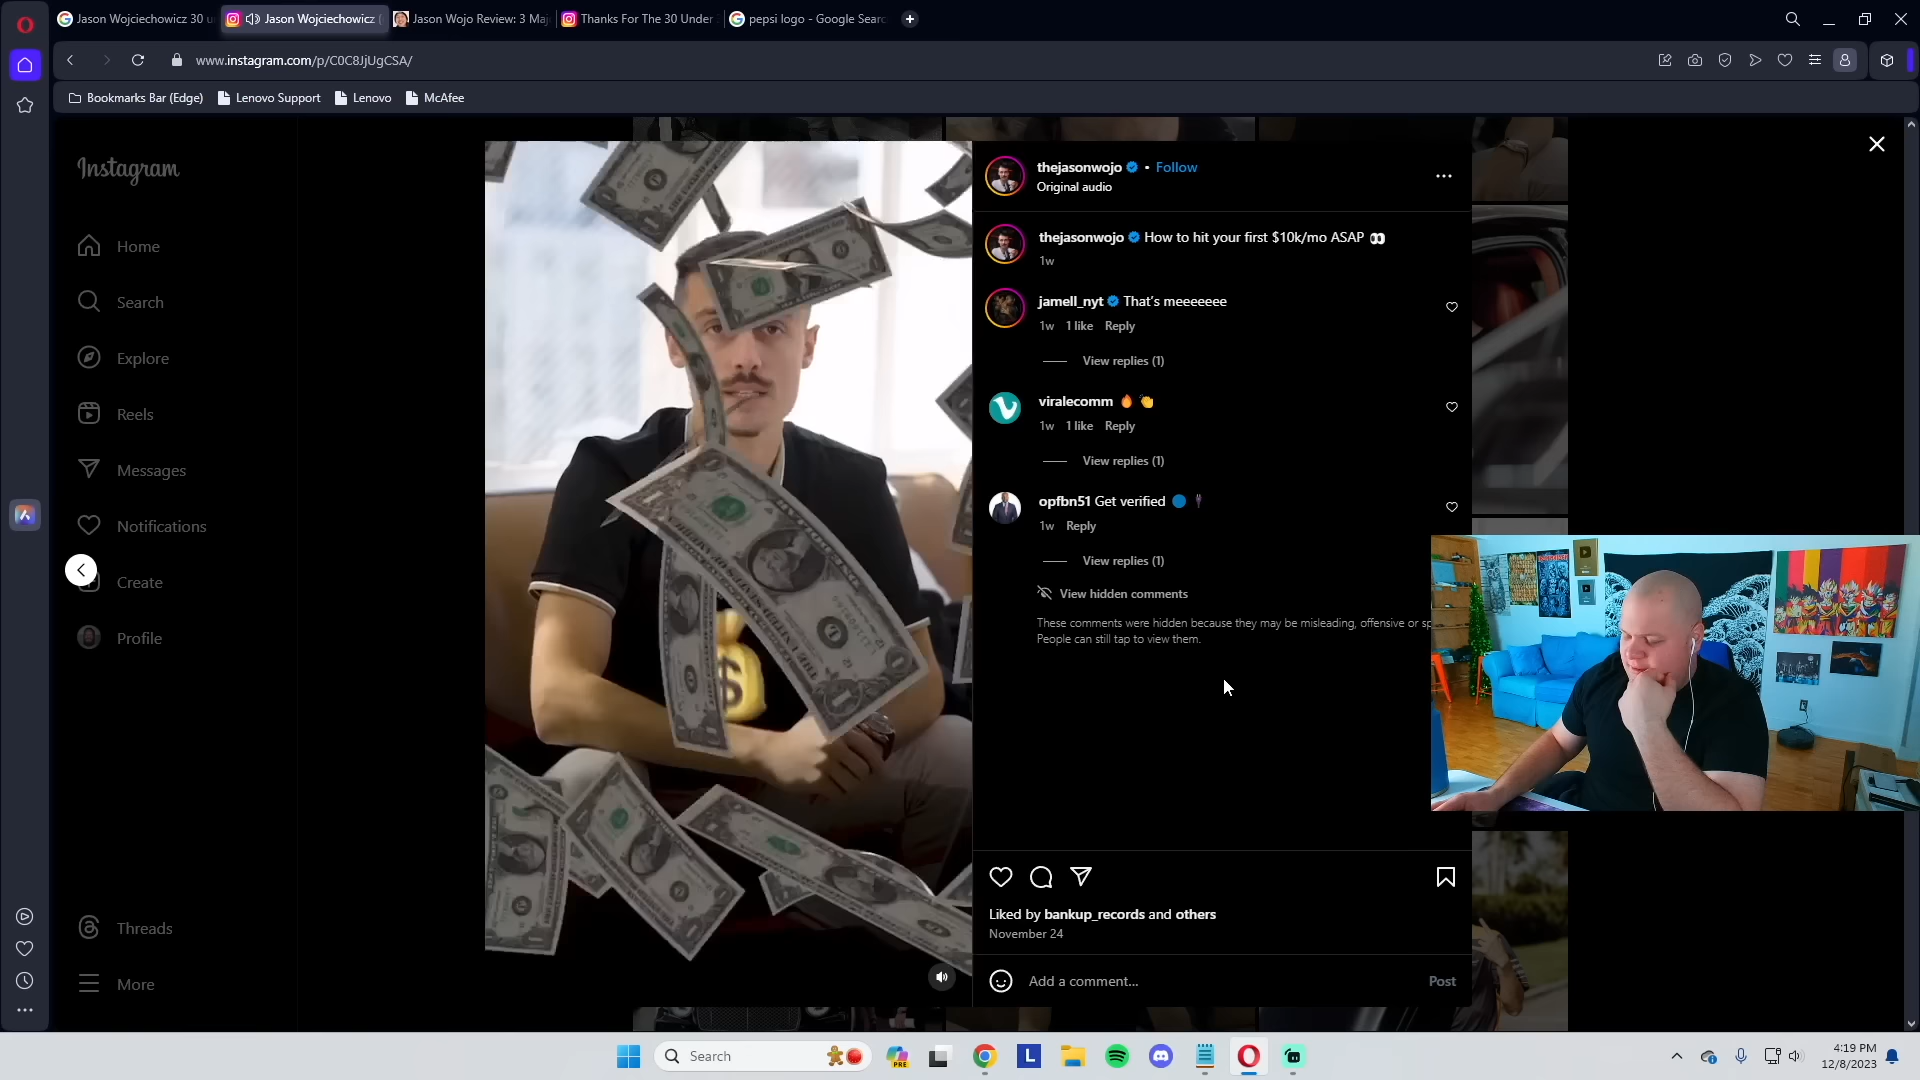 Jason Wojciechowicz 30 u
Jason Wojciechowicz (
Jason Wojo Review: 3 Maj
Thanks For The 30 Under
pepsi logo - Google Searc
www.instagram.com/p/C0C8JjUgCSA/
Bookmarks Bar (Edge)
Lenovo Support
Lenovo
McAfee
Instagram
Home
Search
Explore
Reels
Messages
Notifications
Create
Profile
Threads
More
thejasonwojo • Follow
Original audio
thejasonwojo How to hit your first $10k/mo ASAP 👀
1w
jamell_nyt That's meeeeeee
1w 1 like Reply
View replies (1)
viralecomm 🔥 👏
1w 1 like Reply
View replies (1)
opfbn51 Get verified
1w Reply
View replies (1)
View hidden comments
These comments were hidden because they may be misleading, offensive or sp
People can still tap to view them.
Liked by bankup_records and others
November 24
Add a comment...
Post
Search
PRE
L
4:19 PM
12/8/2023